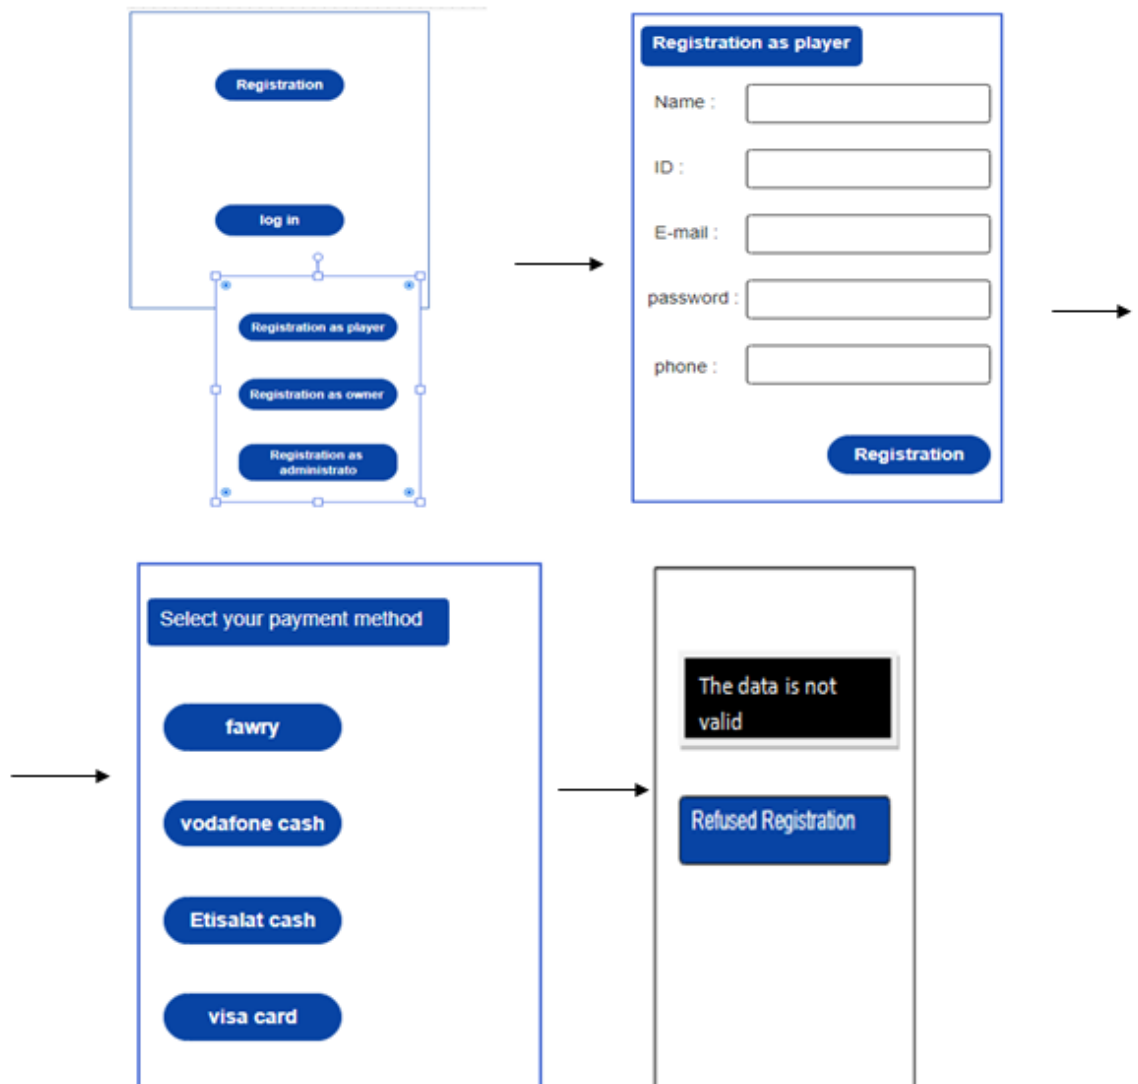 Registration
log in
Registration as player
Registration as owner
Registration as
administrato
Registration as player
Name :
ID :
E-mail :
password :
phone :
Registration
Select your payment method
fawry
vodafone cash
Etisalat cash
visa card
The data is not
valid
Refused Registration